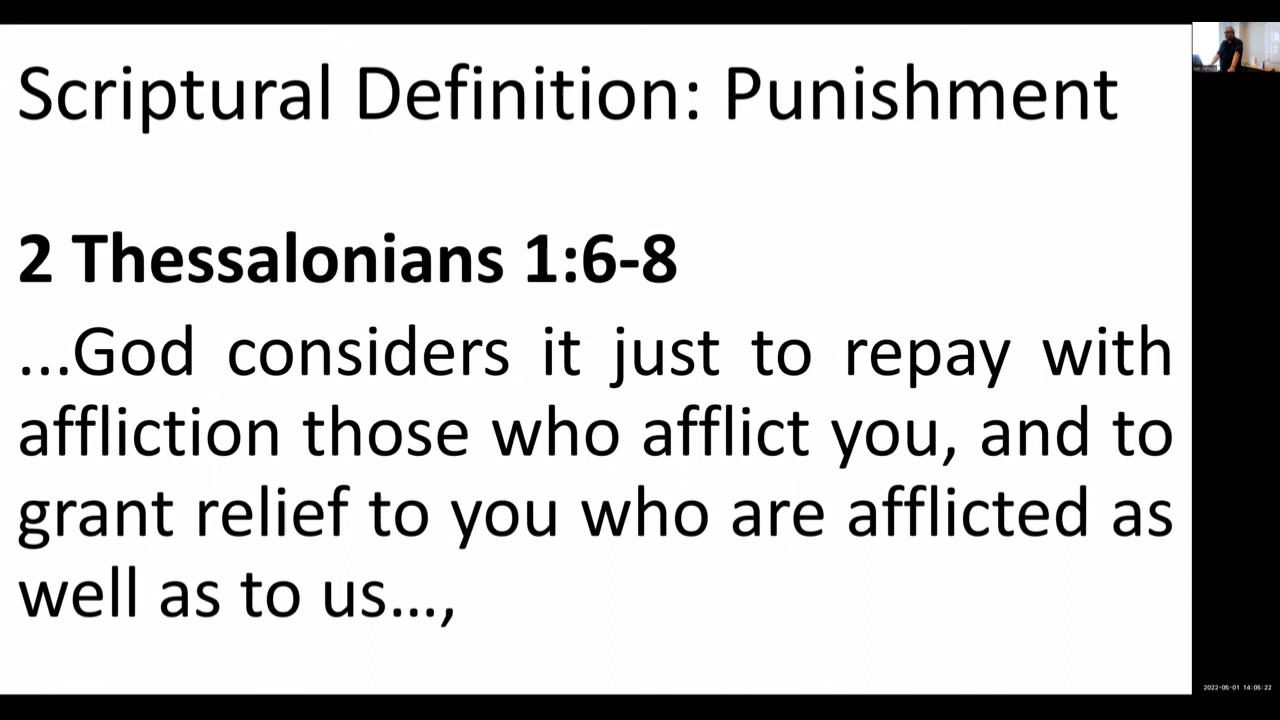 Scriptural Definition: Punishment
2 Thessalonians 1:6-8
...God considers it just to repay with
affliction those who afflict you, and to
grant relief to you who are afflicted as
well as to us...,
2022-05-01 14:05:22